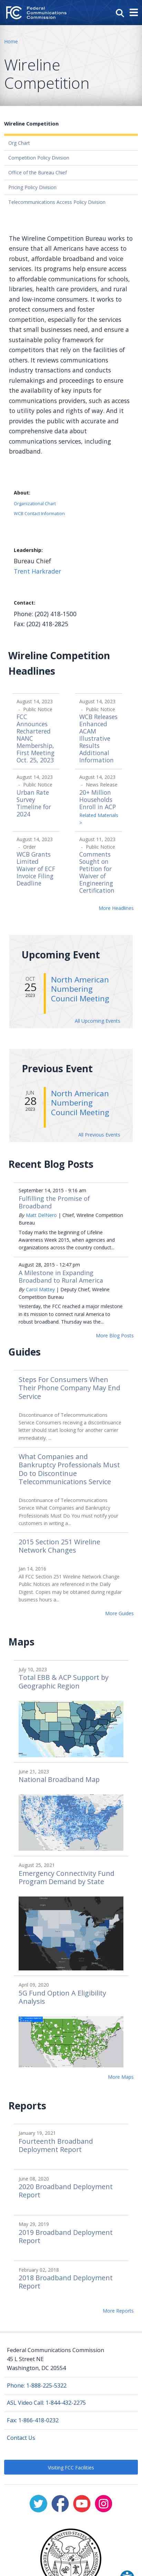 FC Federal
Communications
Commission
Home
Wireline
Competition
Wireline Competition
Org Chart
Competition Policy Division
Office of the Bureau Chief
Pricing Policy Division
Telecommunications Access Policy Division
The Wireline Competition Bureau works to
ensure that all Americans have access to
affordable and robust broadband and voice
services. Its programs help ensure access to
affordable communications for schools,
libraries, health care providers, and rural
and low-income consumers. It works to
protect consumers and foster
competition, especially for the services
that small businesses need, and aims to
promote a regulatory framework for
competition that yields benefits for
consumers. It reviews communications
industry transactions and conducts
rulemakings and proceedings to promote
the deployment of broadband and
availability of key inputs for
communications providers, such as access
to utility poles and rights of way. And it
provides the public with accurate and
comprehensive data about
communications services, including
broadband.
About:
Organizational Chart
WCB Contact Information
Leadership:
Bureau Chief
Trent Harkrader
Contact:
Phone: (202) 418-1500
Fax: (202) 418-2825
Wireline Competition
Headlines
August 14, 2023
- Public Notice
FCC
Announces
Rechartered
NANC
Membership,
First Meeting
Oct. 25, 2023
August 14, 2023
- Public Notice
WCB Releases
Enhanced
ACAM
Illustrative
Results
Additional
Information
August 14, 2023
- Public Notice
Urban Rate
Survey
Timeline for
2024
August 14, 2023
- News Release
20+ Million
Households
Enroll in ACP
Related Materials
»
August 14, 2023
- Order
WCB Grants
Limited
Waiver of ECF
Invoice Filing
Deadline
August 11, 2023
- Public Notice
Comments
Sought on
Petition for
Waiver of
Engineering
Certification
More Headlines
Upcoming Event
OCT
25
2023
North American
Numbering
Council Meeting
All Upcoming Events
Previous Event
JUN
28
2023
North American
Numbering
Council Meeting
All Previous Events
Recent Blog Posts
September 14, 2015 - 9:16 am
Fulfilling the Promise of
Broadband
By Matt DelNero | Chief, Wireline Competition
Bureau
Today marks the beginning of Lifeline
Awareness Week 2015, when agencies and
organizations across the country conduct...
August 28, 2015 - 12:47 pm
A Milestone in Expanding
Broadband to Rural America
By Carol Mattey | Deputy Chief, Wireline
Competition Bureau
Yesterday, the FCC reached a major milestone
in its mission to connect rural America to
robust broadband. Thursday was the...
More Blog Posts
Guides
Steps For Consumers When
Their Phone Company May End
Service
Discontinuance of Telecommunications
Service Consumers receiving a discontinuance
letter should start looking for another carrier
immediately. ...
What Companies and
Bankruptcy Professionals Must
Do to Discontinue
Telecommunications Service
Discontinuance of Telecommunications
Service What Companies and Bankruptcy
Professionals Must Do You must notify your
customers in writing a...
2015 Section 251 Wireline
Network Changes
Jan 14, 2016
All FCC Section 251 Wireline Network Change
Public Notices are referenced in the Daily
Digest. Copies may be obtained during regular
business hours a...
More Guides
Maps
July 10, 2023
Total EBB & ACP Support by
Geographic Region
June 21, 2023
National Broadband Map
August 25, 2021
Emergency Connectivity Fund
Program Demand by State
April 09, 2020
5G Fund Option A Eligibility
Analysis
More Maps
Reports
January 19, 2021
Fourteenth Broadband
Deployment Report
June 08, 2020
2020 Broadband Deployment
Report
May 29, 2019
2019 Broadband Deployment
Report
February 02, 2018
2018 Broadband Deployment
Report
More Reports
Federal Communications Commission
45 L Street NE
Washington, DC 20554
Phone: 1-888-225-5322
ASL Video Call: 1-844-432-2275
Fax: 1-866-418-0232
Contact Us
Visiting FCC Facilities